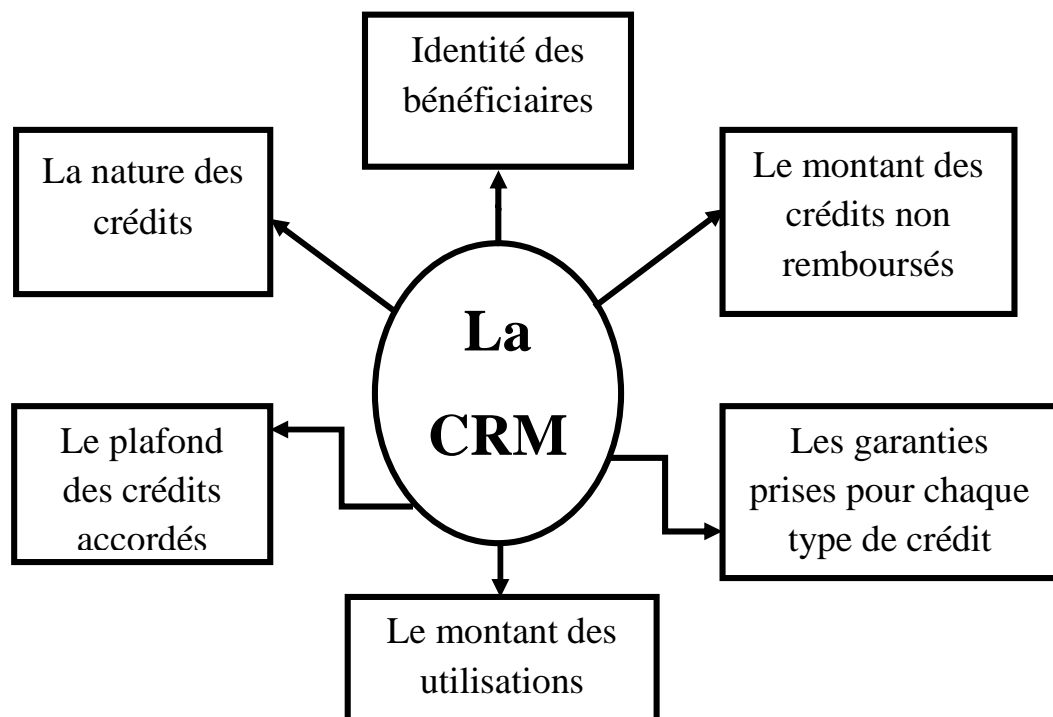 Identité des
bénéficiaires
La nature des
crédits
Le montant des
crédits non
remboursés
La
CRM
Le plafond
des crédits
accordés
Les garanties
prises pour chaque
type de crédit
Le montant des
utilisations